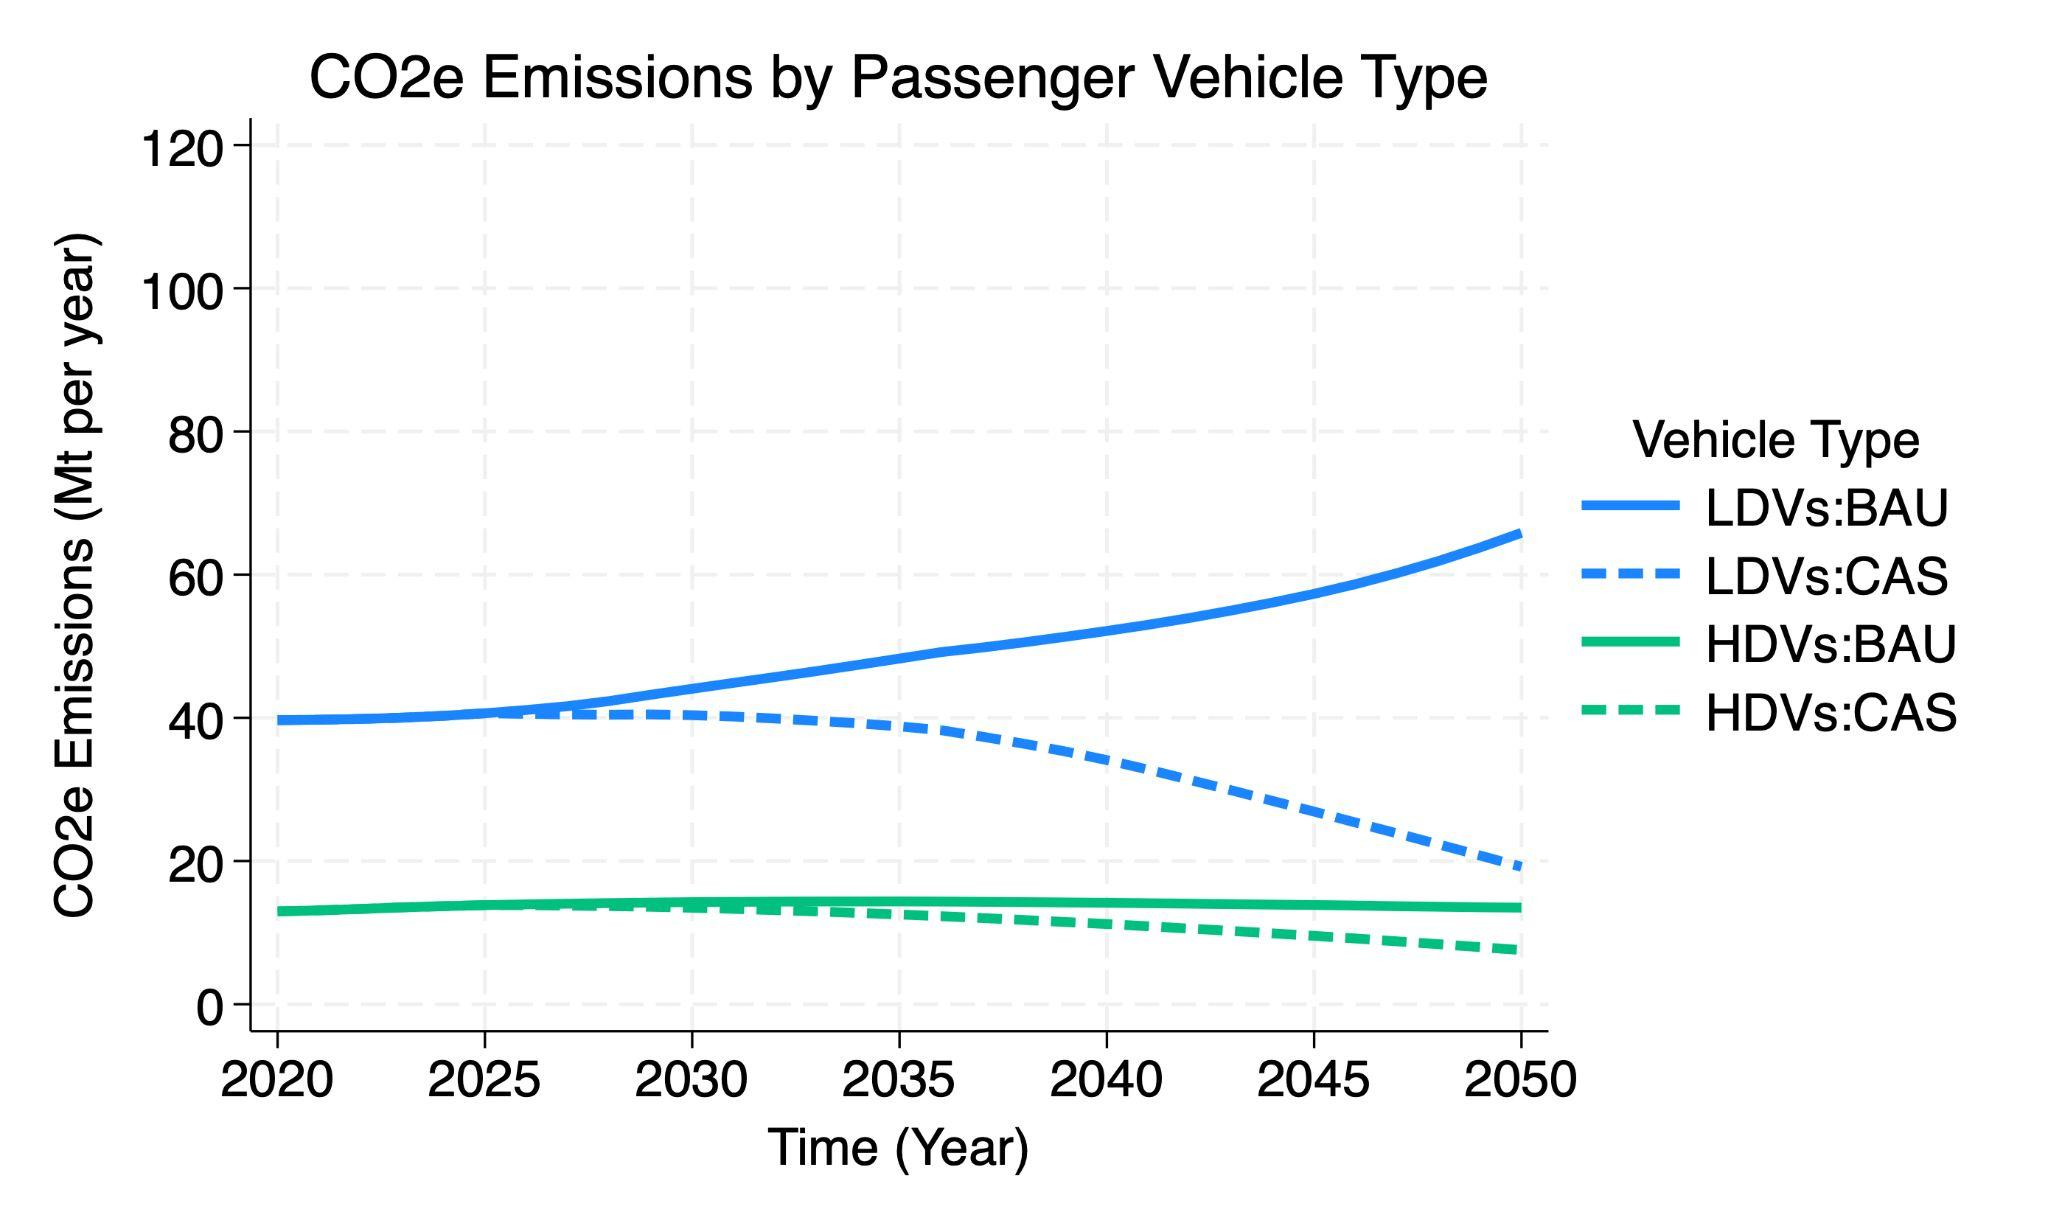 CO2e Emissions by Passenger Vehicle Type
CO2e Emissions (Mt per year)
120
100
80
60
40
20
0
2020 2025 2030 2035 2040 2045 2050
Time (Year)
Vehicle Type
LDVs:BAU
LDVs:CAS
HDVs:BAU
HDVs:CAS